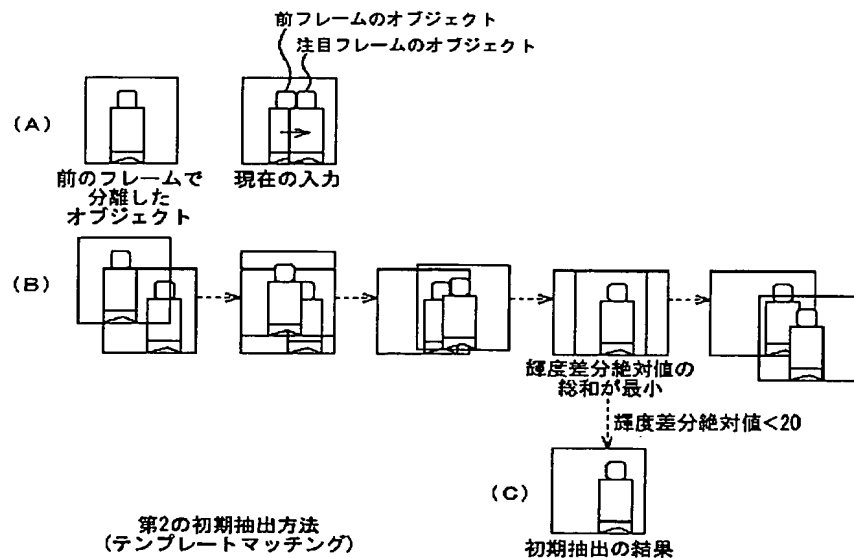 前フレームのオブジェクト
注目フレームのオブジェクト
(A)
前のフレームで
分離した
オブジェクト
現在の入力
(B)
輝度差分絶対値の
総和が最小
輝度差分絶対値<20
(C)
第2の初期抽出方法
(テンプレートマッチング)
初期抽出の結果